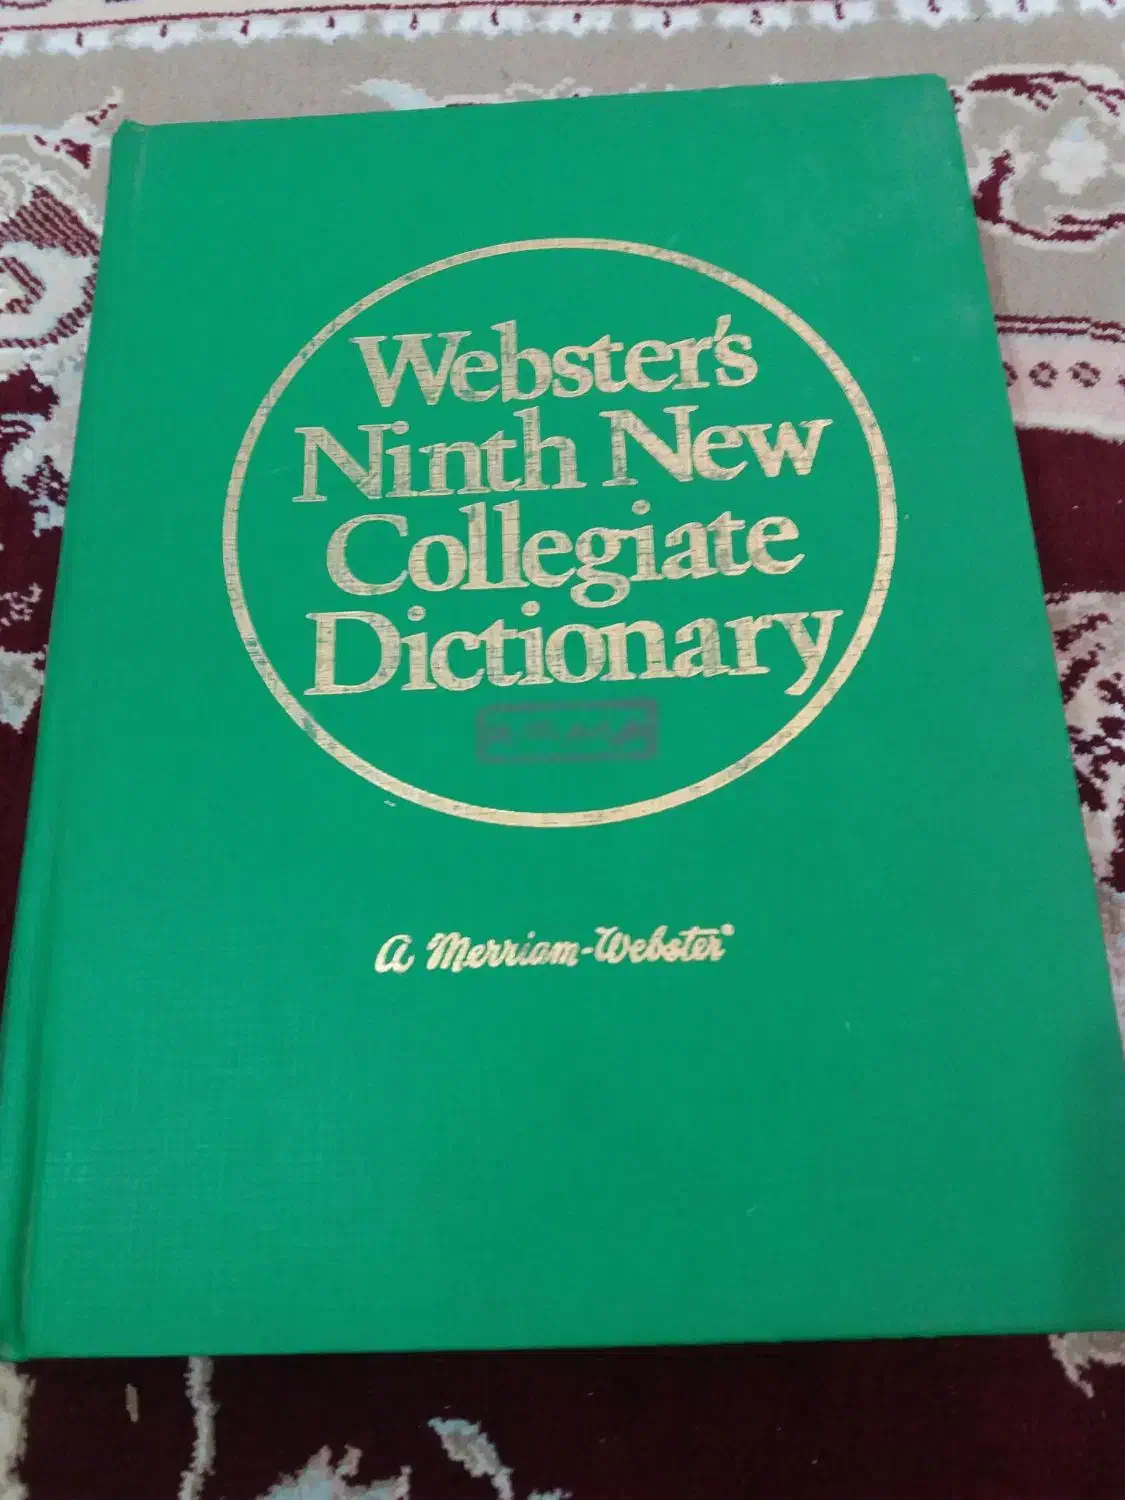 Webster's
Ninth New
Collegiate
Dictionary
A Merriam-Webster®